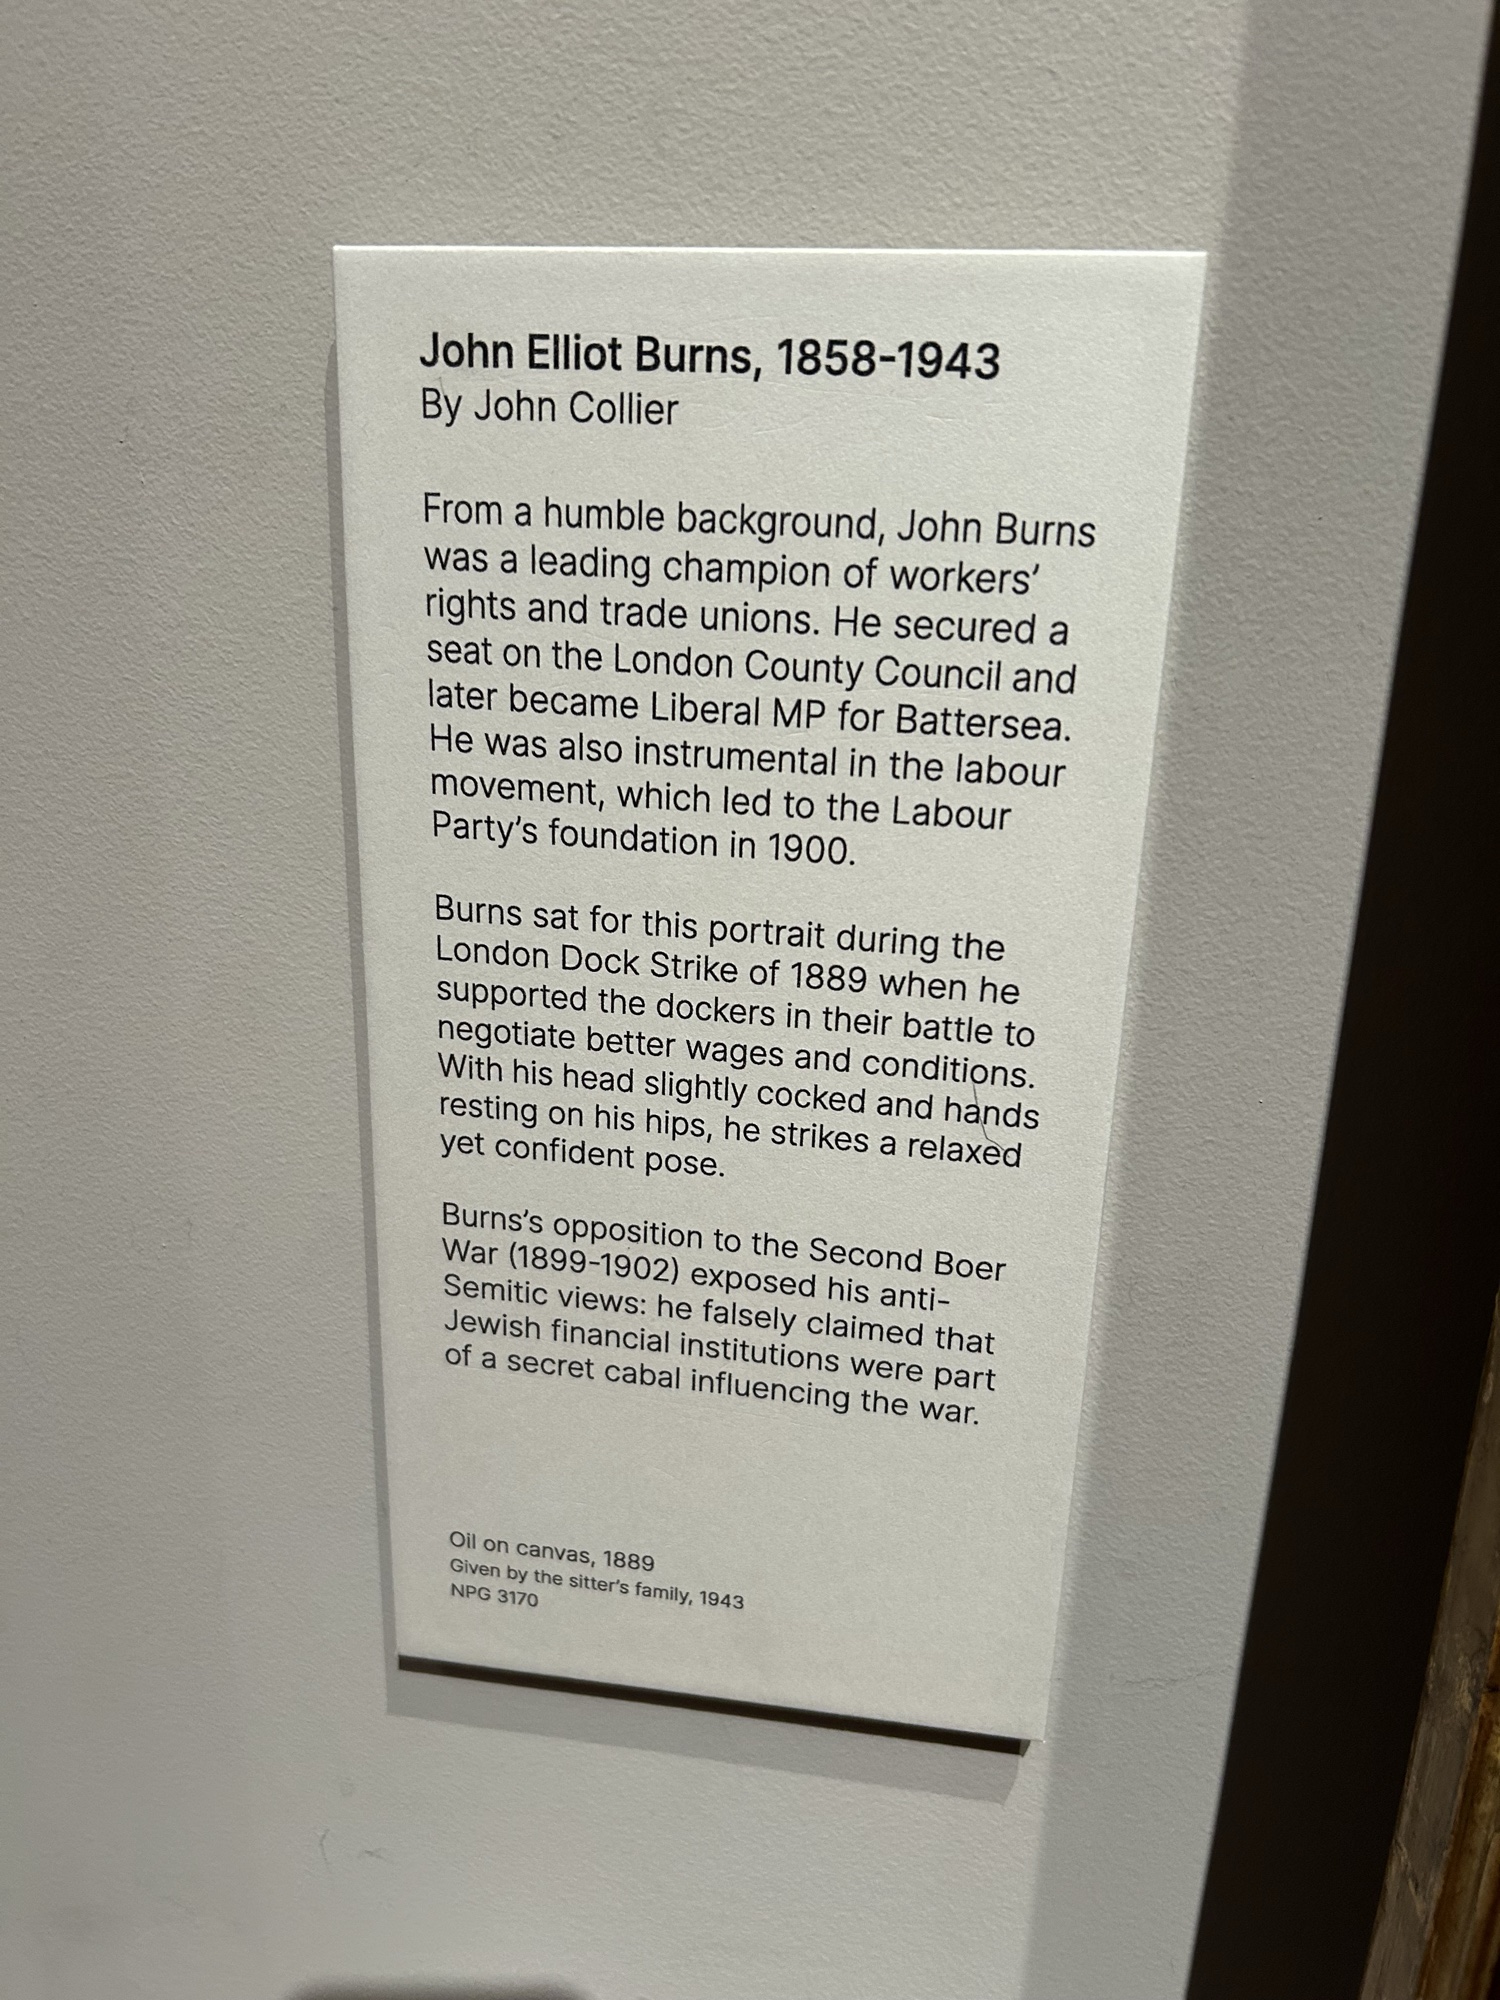 John Elliot Burns, 1858-1943
By John Collier
From a humble background, John Burns
was a leading champion of workers’
rights and trade unions. He secured a
seat on the London County Council and
later became Liberal MP for Battersea.
He was also instrumental in the labour
movement, which led to the Labour
Party’s foundation in 1900.
Burns sat for this portrait during the
London Dock Strike of 1889 when he
supported the dockers in their battle to
negotiate better wages and conditions.
With his head slightly cocked and hands
resting on his hips, he strikes a relaxed
yet confident pose.
Burns’s opposition to the Second Boer
War (1899-1902) exposed his anti-
Semitic views: he falsely claimed that
Jewish financial institutions were part
of a secret cabal influencing the war.
Oil on canvas, 1889
Given by the sitter’s family, 1943
NPG 3170